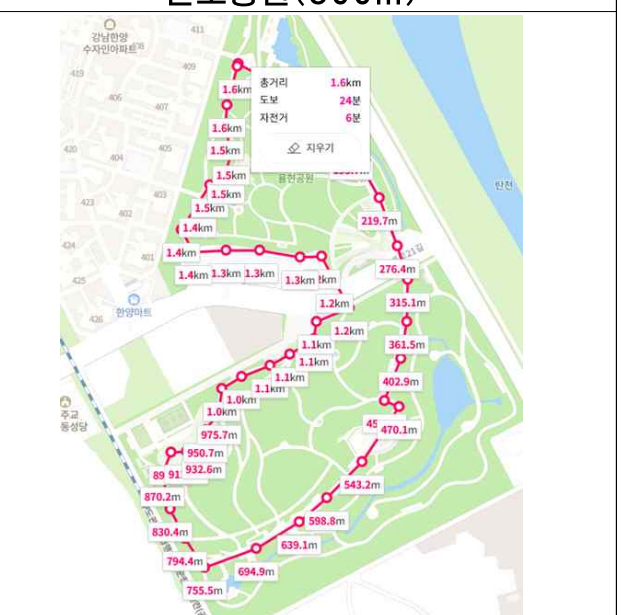 411
강남한양
수자인아파트
409
419
406
407
총거리 1.6km
도보 24분
자전거 6분
지우기
1.6km
1.6km
1.5km
420
404
405
1.5km
율현공원
탄천
403
1.5km
423
402
1.5km
219.7m
1.4km
424
401
1.4km
21길
276.4m
425
1.4km
1.3km
1.3km
1.3km
한양마트
426
1.2km
315.1m
1.2km
361.5m
1.1km
1.1km
1.1km
1.1km
402.9m
1.0km
1.0km
주교
동성당
470.1m
975.7m
950.7m
932.6m
543.2m
870.2m
598.8m
830.4m
639.1m
794.4m
694.9m
755.5m